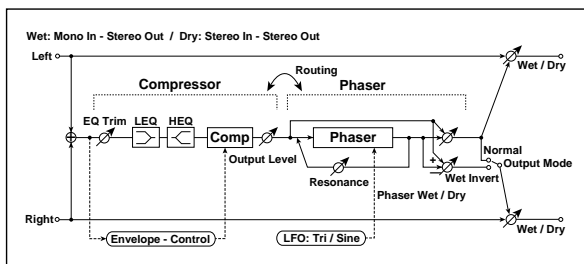 Wet: Mono In - Stereo Out / Dry: Stereo In - Stereo Out
Left
Wet / Dry
Routing
Compressor
Phaser
EQ Trim
LEQ
HEQ
Comp
Output Level
Phaser
Resonance
+
−
Wet Invert
Normal
Output Mode
Phaser Wet / Dry
Right
Envelope - Control
LFO: Tri / Sine
Wet / Dry